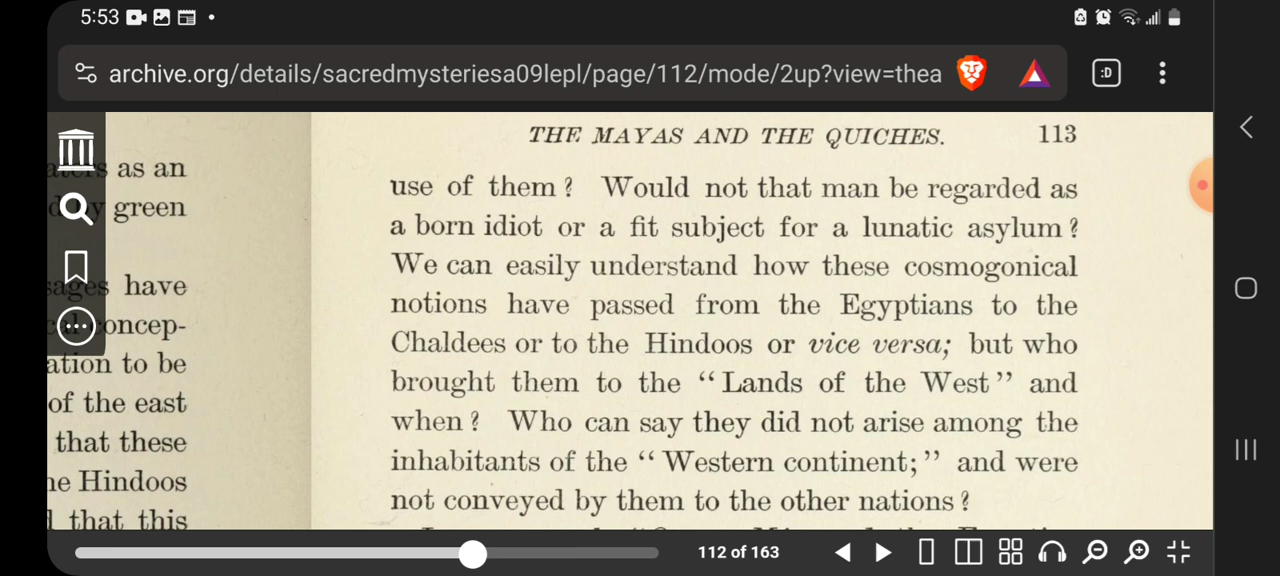 5:53
archive.org/details/sacredmysteriesa09lepl/page/112/mode/2up?view=thea
:D
as an
green
have
concep-
ation to be
of the east
that these
Hindoos
that this
THE MAYAS AND THE QUICHES. 113
use of them? Would not that man be regarded as
a born idiot or a fit subject for a lunatic asylum?
We can easily understand how these cosmogonical
notions have passed from the Egyptians to the
Chaldees or to the Hindoos or vice versa; but who
brought them to the “Lands of the West” and
when? Who can say they did not arise among the
inhabitants of the “Western continent;” and were
not conveyed by them to the other nations?
112 of 163